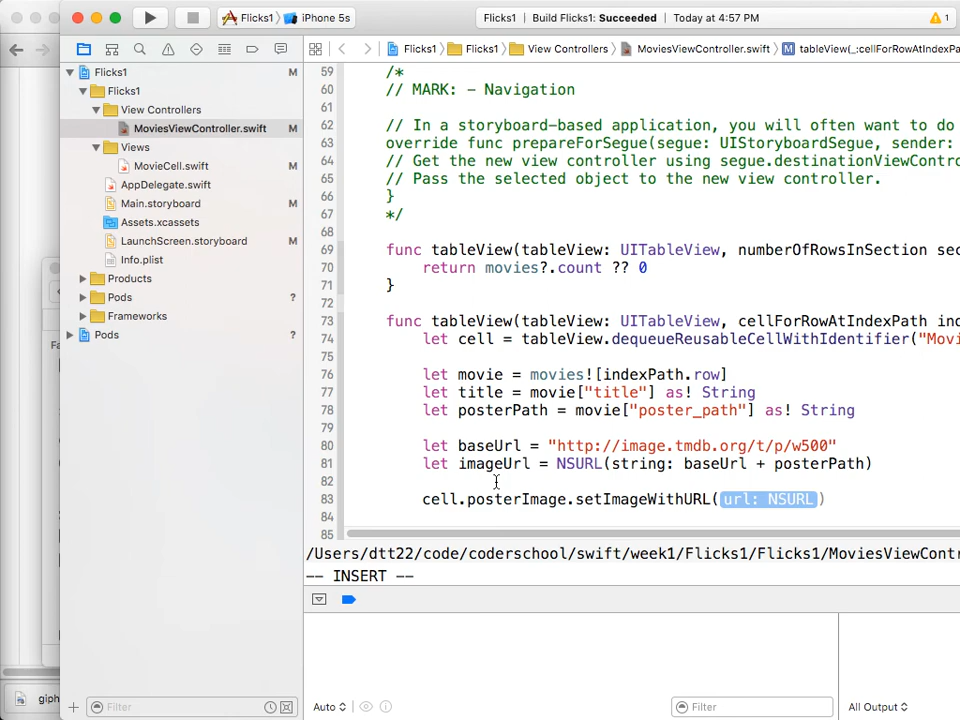 Flicks1 iPhone 5s
Flicks1 | Build Flicks1: Succeeded | Today at 4:57 PM 1
Flicks1 Flicks1 View Controllers MoviesViewController.swift M tableView(_:cellForRowAtIndexPa
Flicks1 M
Flicks1
View Controllers
MoviesViewController.swift M
Views
MovieCell.swift M
AppDelegate.swift
Main.storyboard M
Assets.xcassets
LaunchScreen.storyboard M
Info.plist
Products
Pods ?
Frameworks
Pods ?
59 /*
60 // MARK: - Navigation
61
62 // In a storyboard-based application, you will often want to do
63 override func prepareForSegue(segue: UIStoryboardSegue, sender:
64 // Get the new view controller using segue.destinationViewContro
65 // Pass the selected object to the new view controller.
66 }
67 */
68
69 func tableView(tableView: UITableView, numberOfRowsInSection sec
70 return movies?.count ?? 0
71 }
72
73 func tableView(tableView: UITableView, cellForRowAtIndexPath ind
74 let cell = tableView.dequeueReusableCellWithIdentifier("Movi
75
76 let movie = movies![indexPath.row]
77 let title = movie["title"] as! String
78 let posterPath = movie["poster_path"] as! String
79
80 let baseUrl = "http://image.tmdb.org/t/p/w500"
81 let imageUrl = NSURL(string: baseUrl + posterPath)
82
83 cell.posterImage.setImageWithURL(url: NSURL)
84
85
/Users/dtt22/code/coderschool/swift/week1/Flicks1/Flicks1/MoviesViewContr
-- INSERT --
Fa
giph
Filter
Auto
Filter
All Output